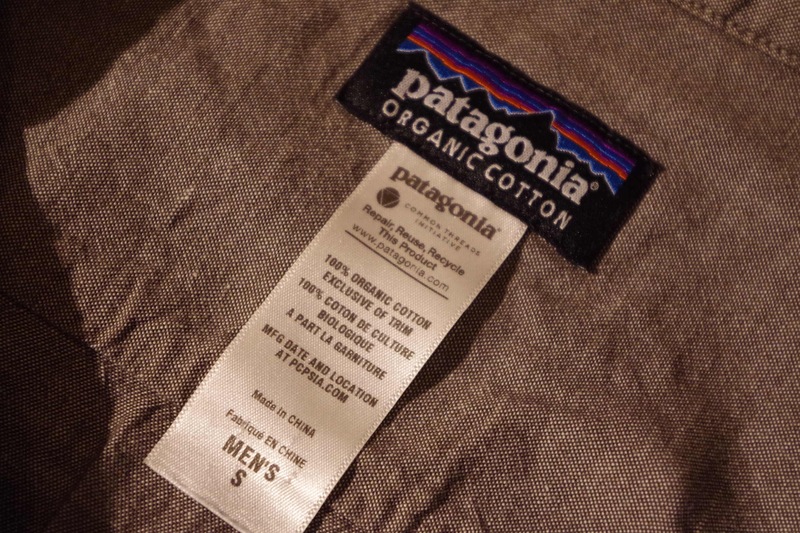 patagonia®
ORGANIC COTTON
patagonia®
COMMON THREADS
INITIATIVE
Repair, Reuse, Recycle
This Product
www.patagonia.com
100% ORGANIC COTTON
EXCLUSIVE OF TRIM
100% COTON DE CULTURE
BIOLOGIQUE
A PART LA GARNITURE
MFG DATE AND LOCATION
AT PCPSIA.COM
Made in CHINA
Fabriqué EN CHINE
MEN'S
S